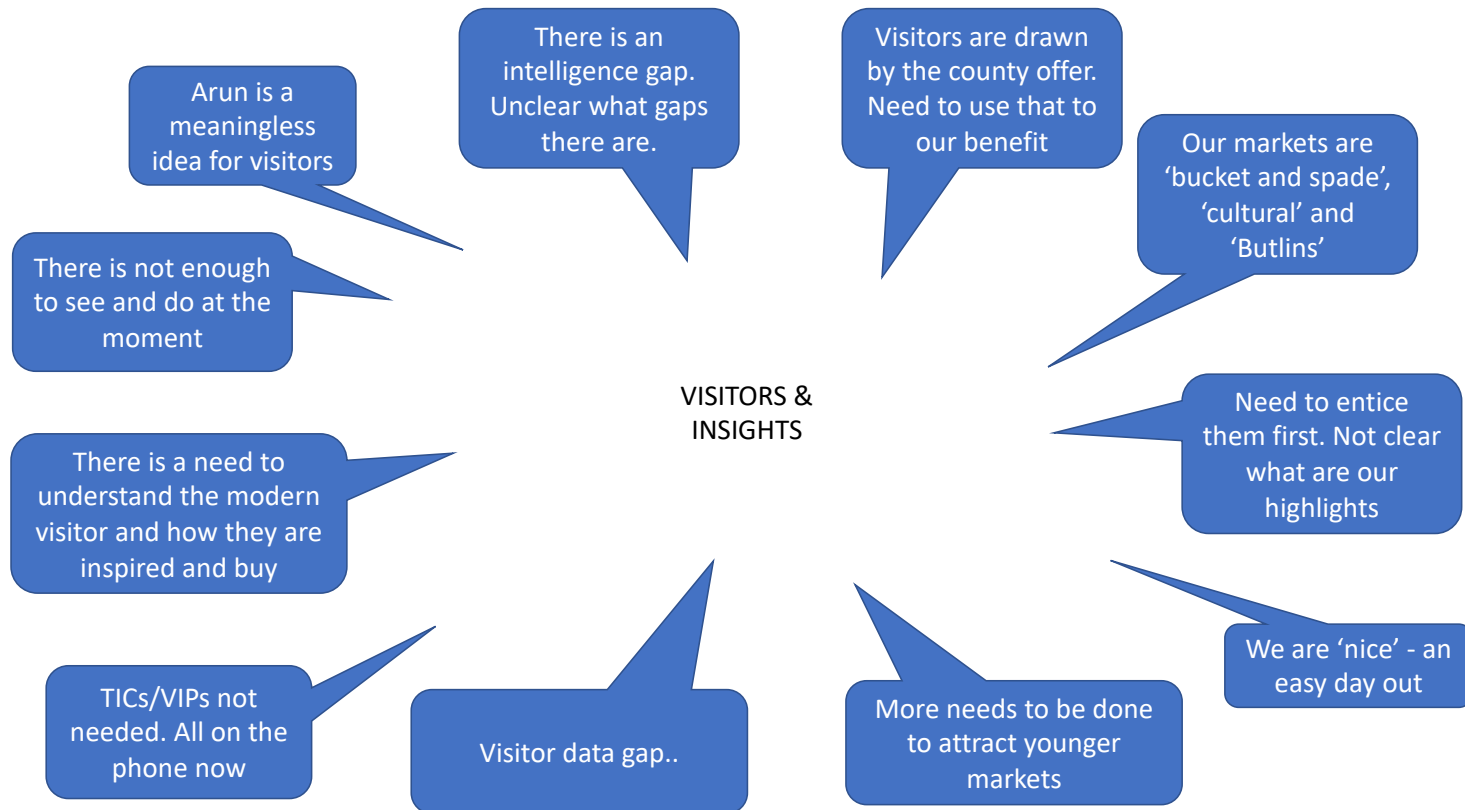 There is an
intelligence gap.
Unclear what gaps
there are.
Visitors are drawn
by the county offer.
Need to use that to
our benefit
Arun is a
meaningless
idea for visitors
Our markets are
‘bucket and spade’,
‘cultural’ and
‘Butlins’
There is not enough
to see and do at the
moment
VISITORS &
INSIGHTS
Need to entice
them first. Not clear
what are our
highlights
There is a need to
understand the modern
visitor and how they are
inspired and buy
We are ‘nice’ - an
easy day out
TICs/VIPs not
needed. All on the
phone now
Visitor data gap..
More needs to be done
to attract younger
markets